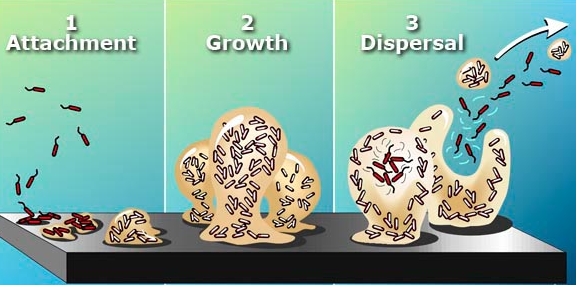 1
Attachment
2
Growth
3
Dispersal